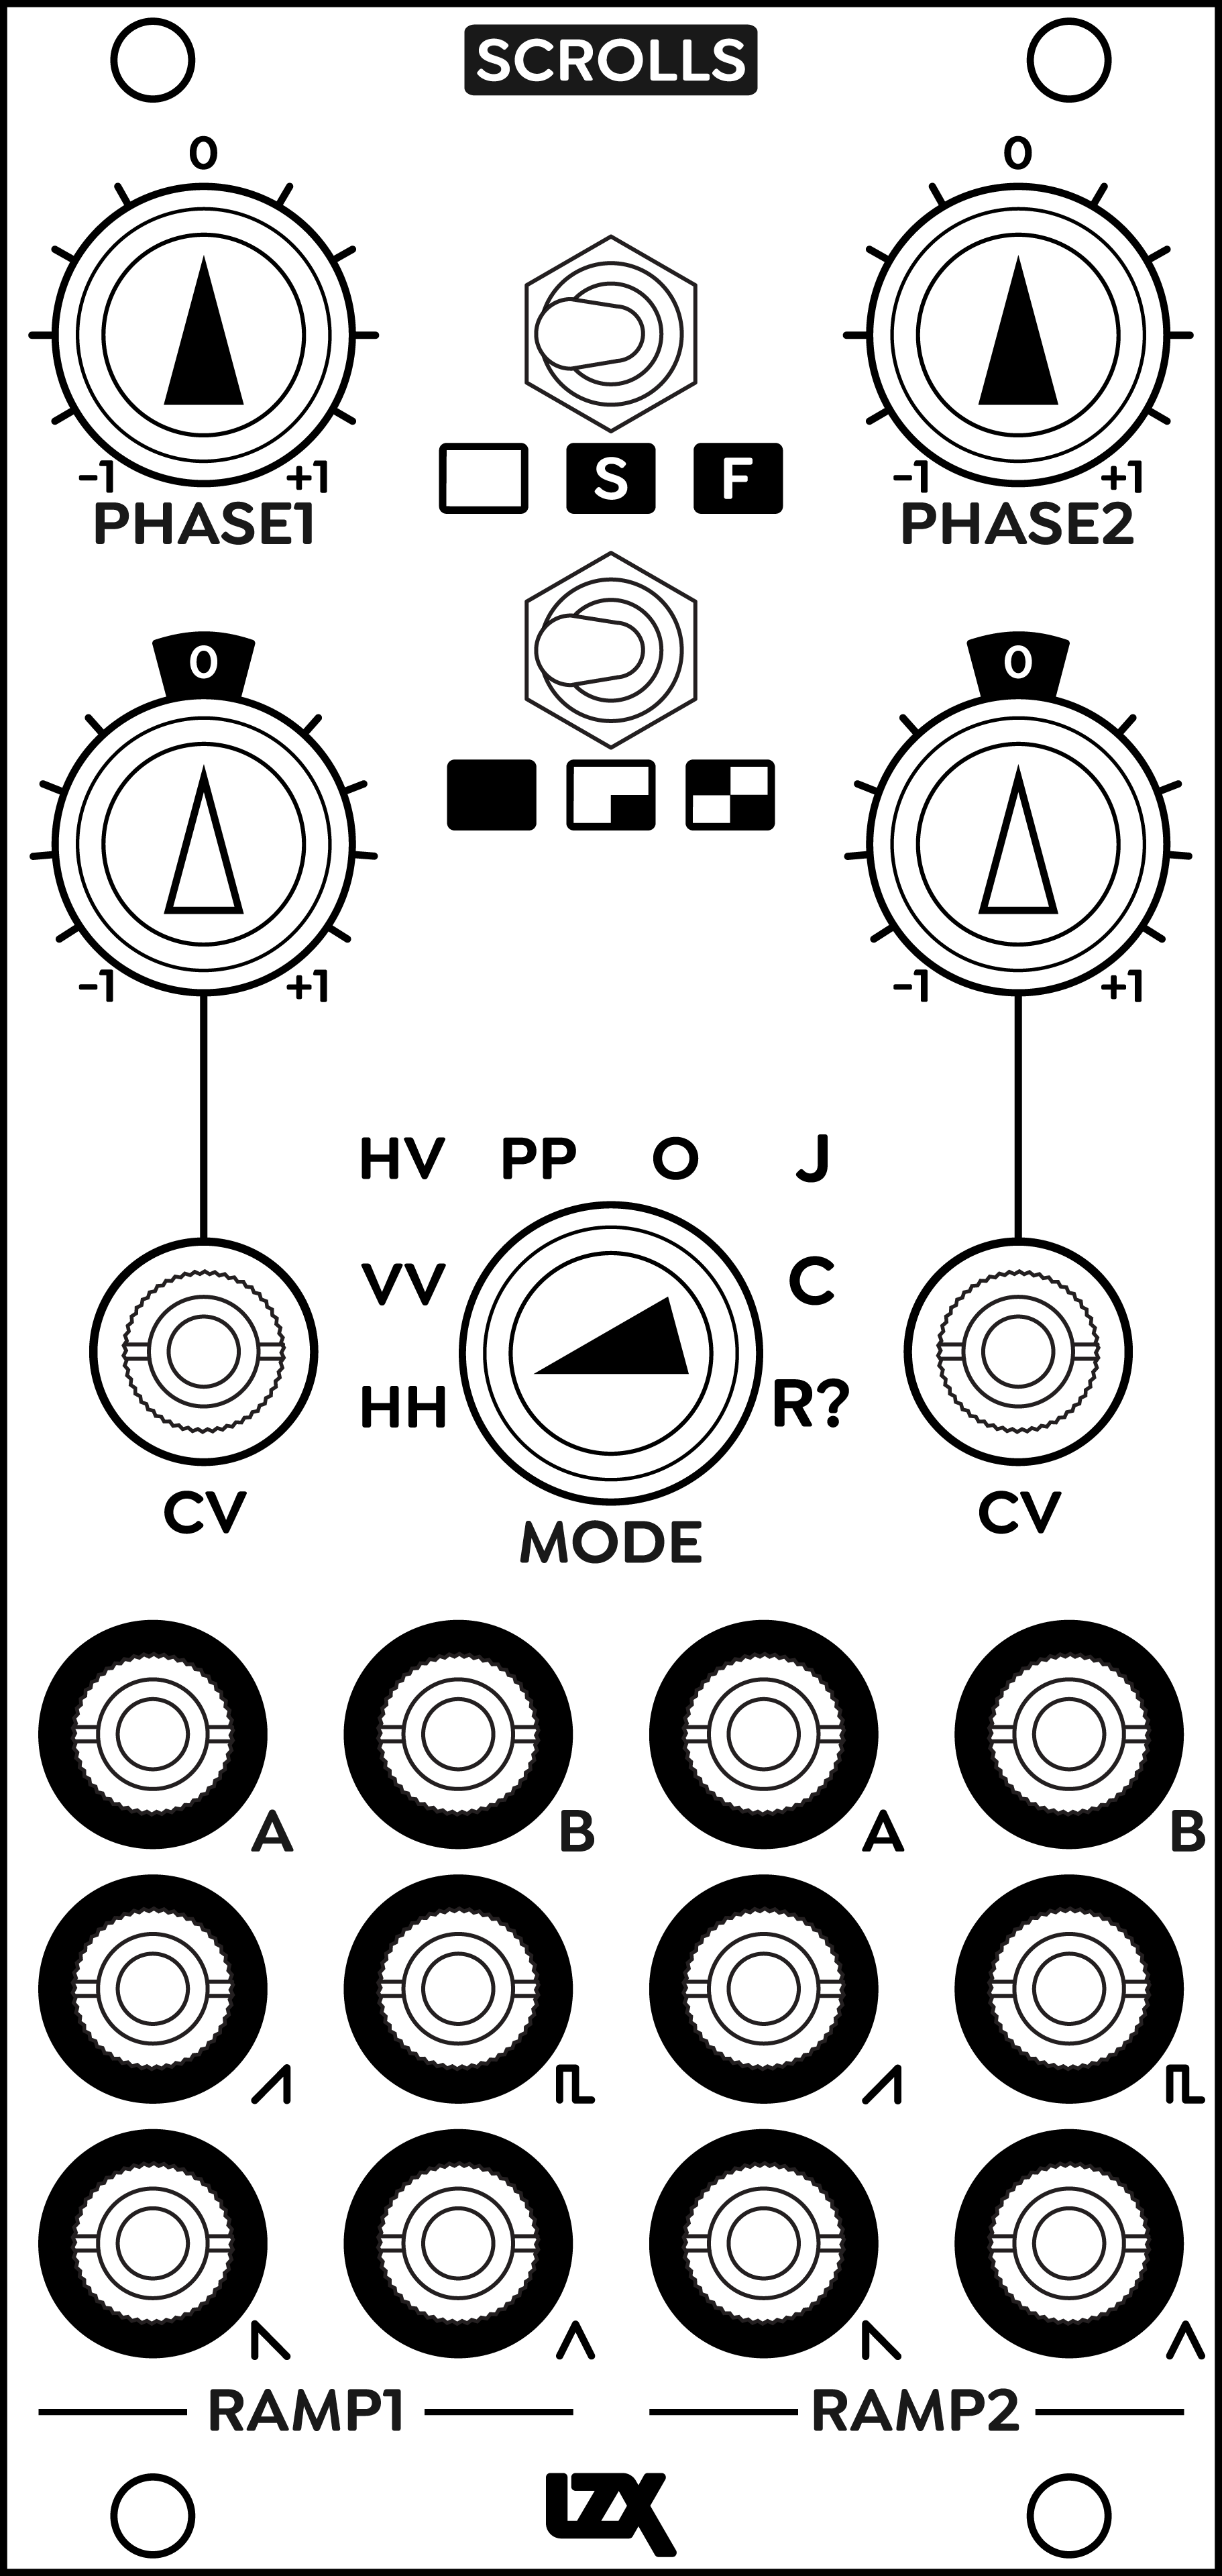 SCROLLS
0 0
-1 +1 -1 +1
PHASE1 PHASE2
S F
0 0
-1 +1 -1 +1
HV PP O J
VV C
HH R?
CV CV
MODE
A B A B
RAMP1 RAMP2
LZX